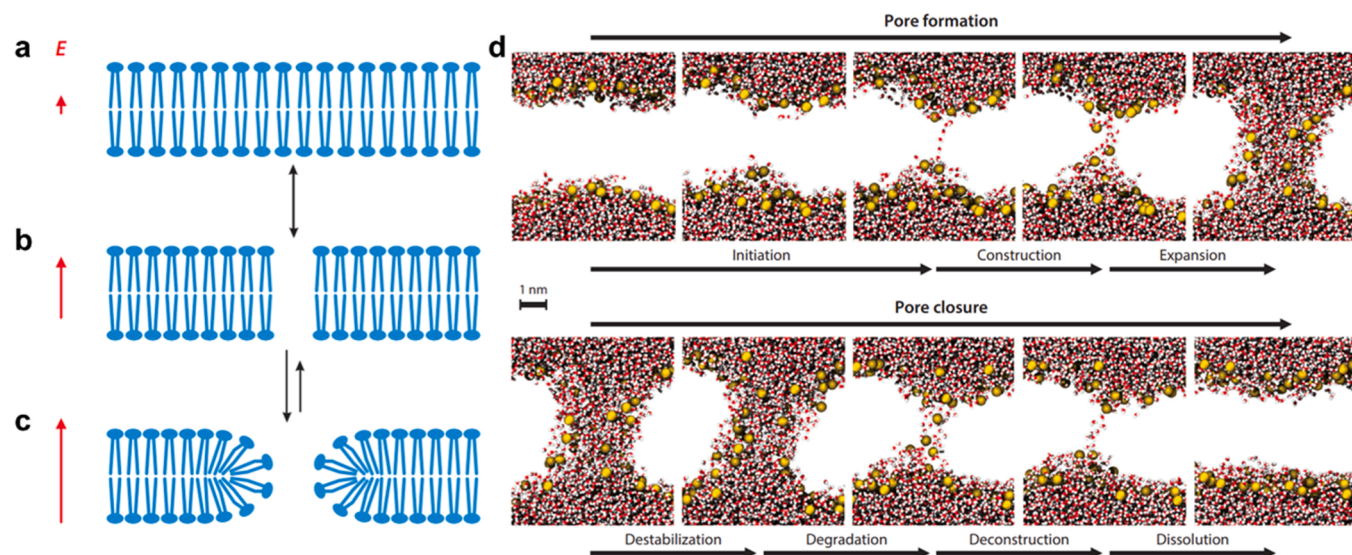 a
E
b
c
d
Pore formation
Initiation
Construction
Expansion
1 nm
Pore closure
Destabilization
Degradation
Deconstruction
Dissolution